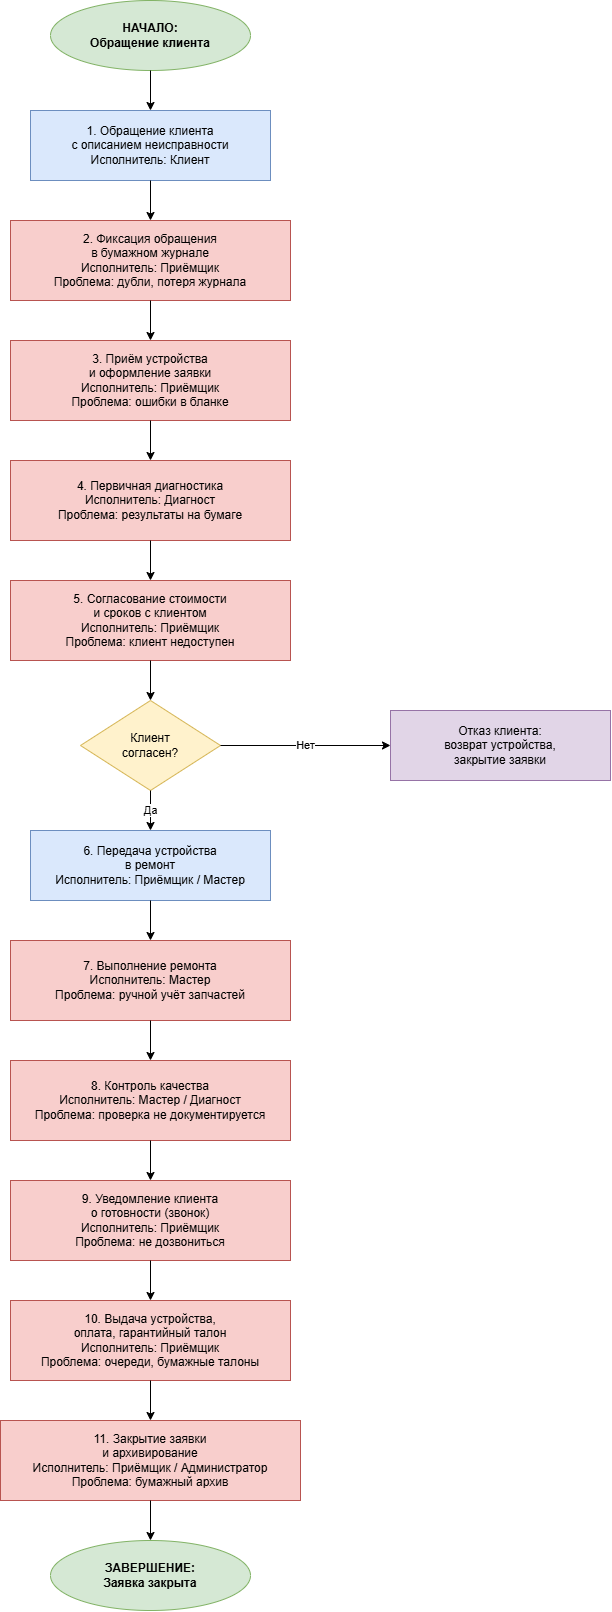 НАЧАЛО:
Обращение клиента
1. Обращение клиента
с описанием неисправности
Исполнитель: Клиент
2. Фиксация обращения
в бумажном журнале
Исполнитель: Приёмщик
Проблема: дубли, потеря журнала
3. Приём устройства
и оформление заявки
Исполнитель: Приёмщик
Проблема: ошибки в бланке
4. Первичная диагностика
Исполнитель: Диагност
Проблема: результаты на бумаге
5. Согласование стоимости
и сроков с клиентом
Исполнитель: Приёмщик
Проблема: клиент недоступен
Клиент
согласен?
Нет
Отказ клиента:
возврат устройства,
закрытие заявки
Да
6. Передача устройства
в ремонт
Исполнитель: Приёмщик / Мастер
7. Выполнение ремонта
Исполнитель: Мастер
Проблема: ручной учёт запчастей
8. Контроль качества
Исполнитель: Мастер / Диагност
Проблема: проверка не документируется
9. Уведомление клиента
о готовности (звонок)
Исполнитель: Приёмщик
Проблема: не дозвониться
10. Выдача устройства,
оплата, гарантийный талон
Исполнитель: Приёмщик
Проблема: очереди, бумажные талоны
11. Закрытие заявки
и архивирование
Исполнитель: Приёмщик / Администратор
Проблема: бумажный архив
ЗАВЕРШЕНИЕ:
Заявка закрыта